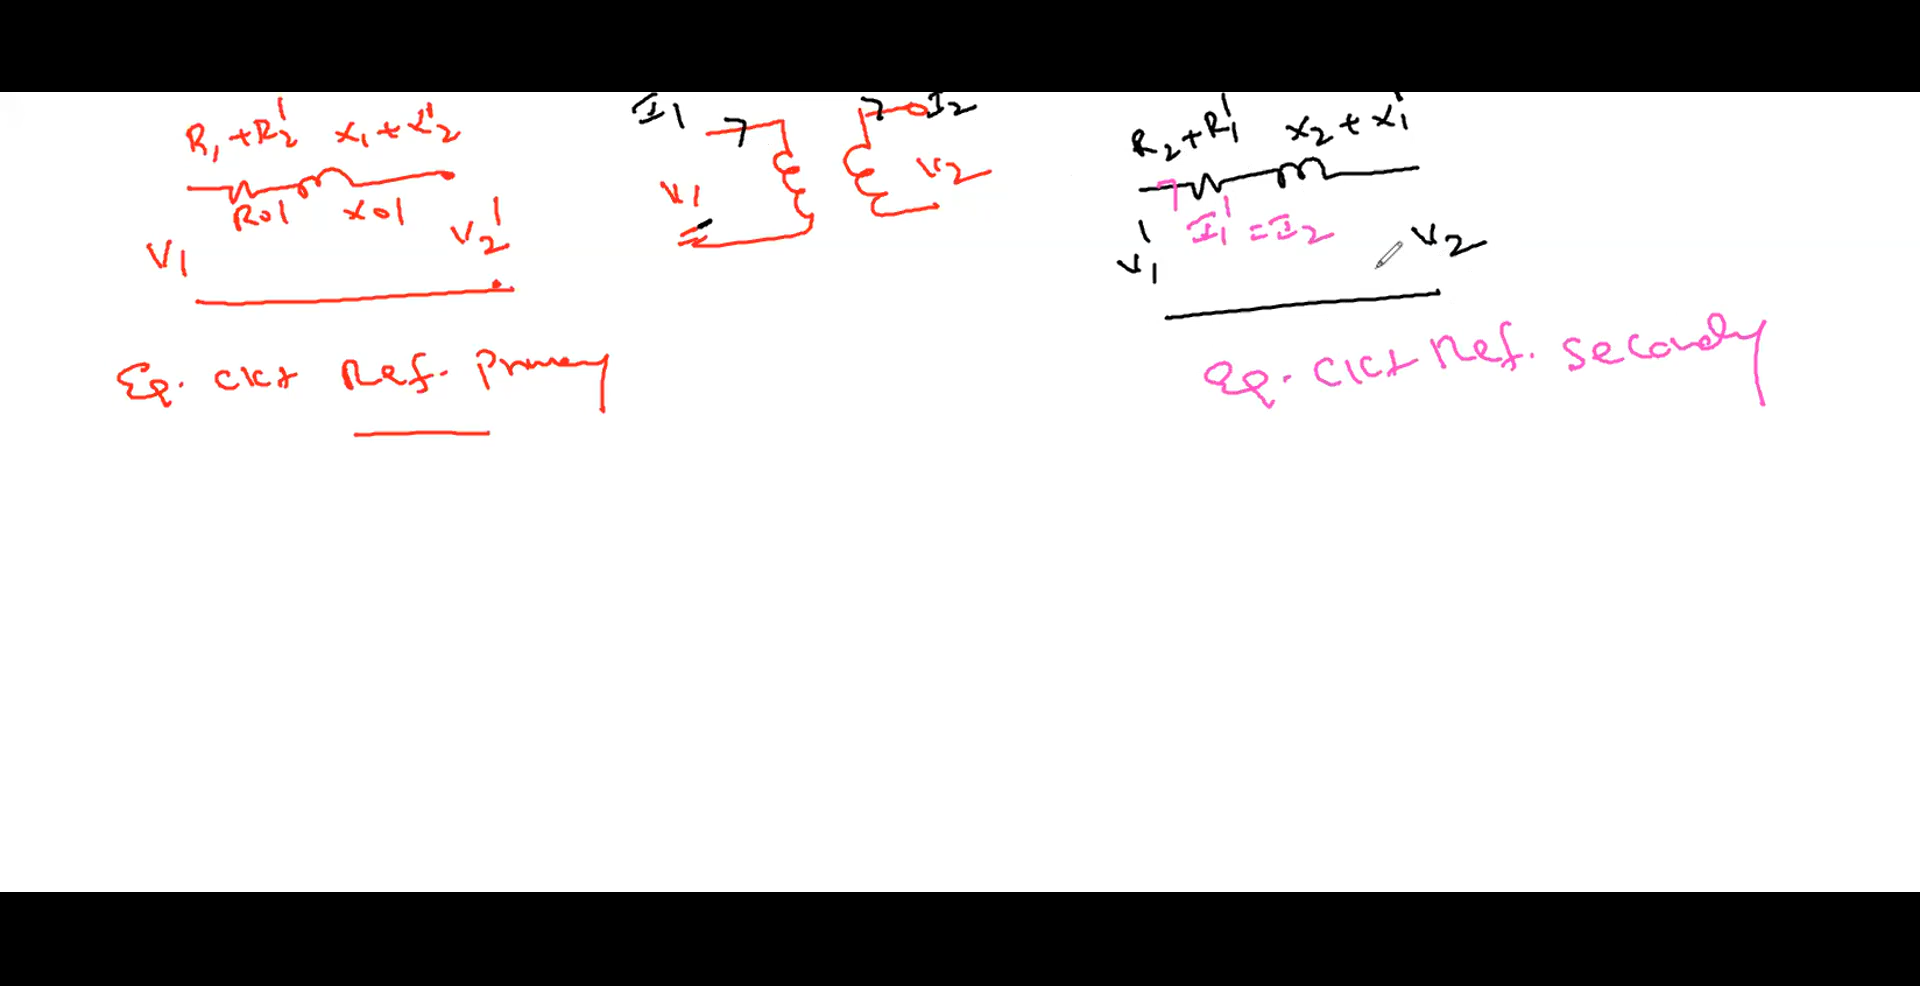 R1 + R2' x1 + x2'
R01 x01
V1 V2'
Eq. ckt Ref. Primary
I1 I2
V1 V2
R2 + R1' x2 + x1'
I1' = I2
V1' V2
Eq. ckt Ref. Secondy